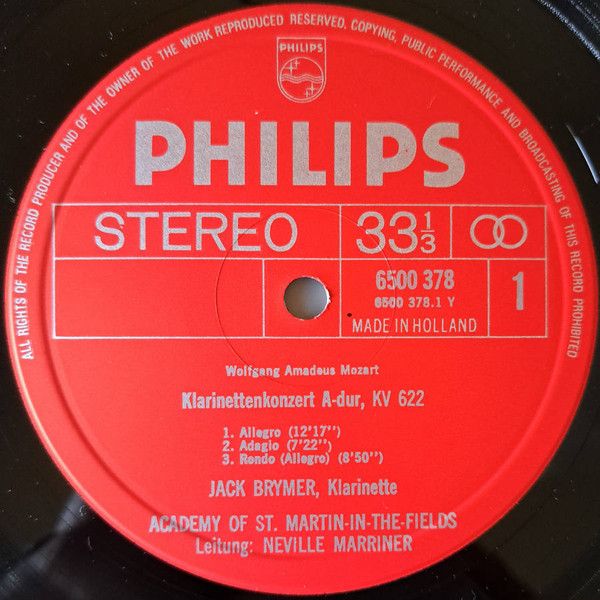 ALL RIGHTS OF THE RECORD PRODUCER AND OF THE OWNER OF THE WORK REPRODUCED RESERVED. COPYING, PUBLIC PERFORMANCE AND BROADCASTING OF THIS RECORD PROHIBITED
PHILIPS
PHILIPS
STEREO
33 1/3
6500 378
6500 378.1 Y
1
MADE IN HOLLAND
Wolfgang Amadeus Mozart
Klarinettenkonzert A-dur, KV 622
1. Allegro (12'17'')
2. Adagio (7'22'')
3. Rondo (Allegro) (8'50'')
JACK BRYMER, Klarinette
ACADEMY OF ST. MARTIN-IN-THE-FIELDS
Leitung: NEVILLE MARRINER